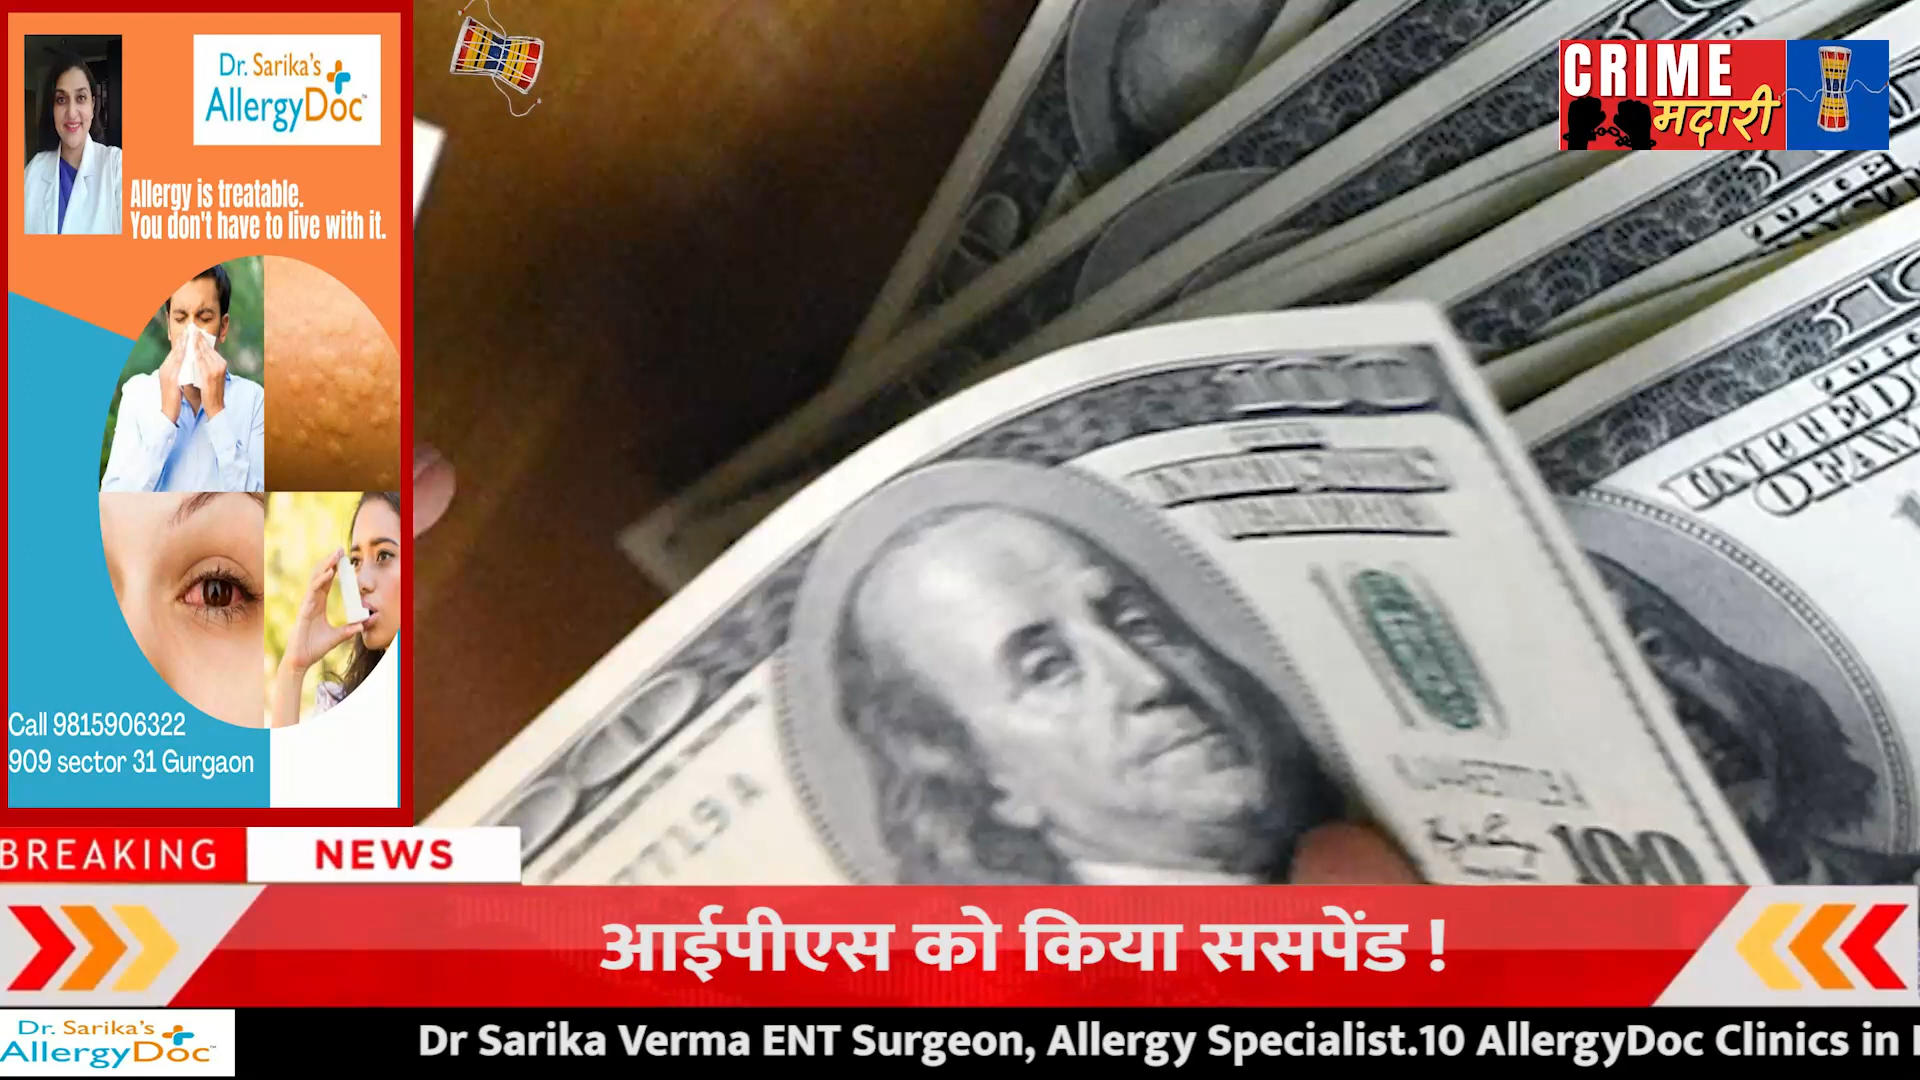 Dr. Sarika's
AllergyDoc
Allergy is treatable.
You don't have to live with it.
Call 9815906322
909 sector 31 Gurgaon
CRIME
मदारी
100
100
BREAKING NEWS
आईपीएस को किया ससपेंड !
Dr. Sarika's
AllergyDoc
Dr Sarika Verma ENT Surgeon, Allergy Specialist.10 AllergyDoc Clinics in